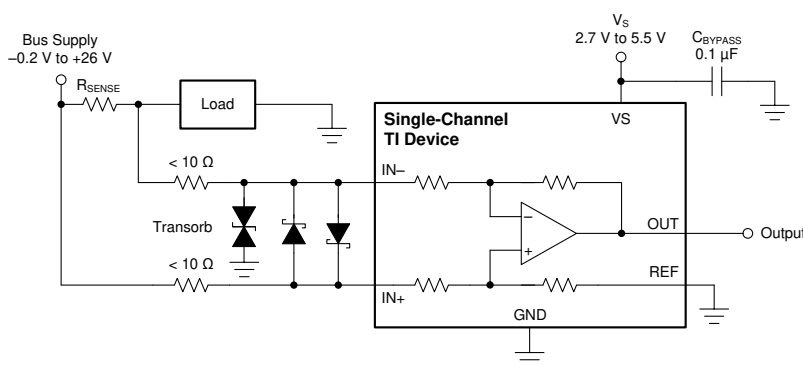 Bus Supply
–0.2 V to +26 V
RSENSE
Load
VS
2.7 V to 5.5 V
CBYPASS
0.1 µF
Single-Channel
TI Device
VS
< 10 Ω
IN–
Transorb
–
+
OUT
Output
< 10 Ω
IN+
REF
GND